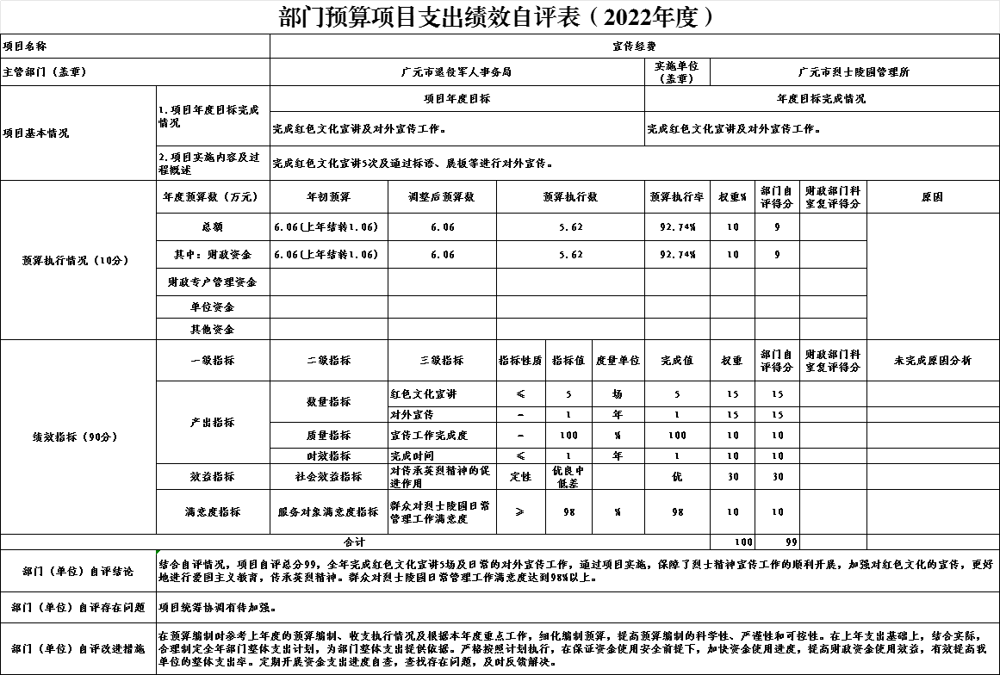 部门预算项目支出绩效自评表（2022年度）
项目名称 宣传经费
主管部门（盖章） 广元市退役军人事务局 实施单位（盖章） 广元市烈士陵园管理所
项目基本情况 1.项目年度目标完成情况 项目年度目标 年度目标完成情况
完成红色文化宣讲及对外宣传工作。 完成红色文化宣讲及对外宣传工作。
2.项目实施内容及过程概述 完成红色文化宣讲5次及通过标语、展板等进行对外宣传。
预算执行情况（10分） 年度预算数（万元） 年初预算 调整后预算数 预算执行数 预算执行率 权重% 部门自评得分 财政部门科室复评得分 原因
总额 6.06(上年结转1.06) 6.06 5.62 92.74% 10 9
其中：财政资金 6.06(上年结转1.06) 6.06 5.62 92.74% 10 9
财政专户管理资金
单位资金
其他资金
绩效指标（90分） 一级指标 二级指标 三级指标 指标性质 指标值 度量单位 完成值 权重 部门自评得分 财政部门科室复评得分 未完成原因分析
产出指标 数量指标 红色文化宣讲 ≤ 5 场 5 15 15
对外宣传 － 1 年 1 15 15
质量指标 宣传工作完成度 － 100 % 100 10 10
时效指标 完成时间 ≤ 1 年 1 10 10
效益指标 社会效益指标 对传承英烈精神的促进作用 定性 优良中低差 优 30 30
满意度指标 服务对象满意度指标 群众对烈士陵园日常管理工作满意度 ≥ 98 % 98 10 10
合计 100 99
部门（单位）自评结论 结合自评情况，项目自评总分99，全年完成红色文化宣讲5场及日常的对外宣传工作，通过项目实施，保障了烈士精神宣传工作的顺利开展，加强对红色文化的宣传，更好
地进行爱国主义教育，传承英烈精神。群众对烈士陵园日常管理工作满意度达到98%以上。
部门（单位）自评存在问题 项目统筹协调有待加强。
部门（单位）自评改进措施 在预算编制时参考上年度的预算编制、收支执行情况及根据本年度重点工作，细化编制预算，提高预算编制的科学性、严谨性和可控性。在上年支出基础上，结合实际，
合理制定全年部门整体支出计划，为部门整体支出提供依据。严格按照计划执行，在保证资金使用安全前提下，加快资金使用进度，提高财政资金使用效益，有效提高我
单位的整体支出率。定期开展资金支出进度自查，查找存在问题，及时反馈解决。